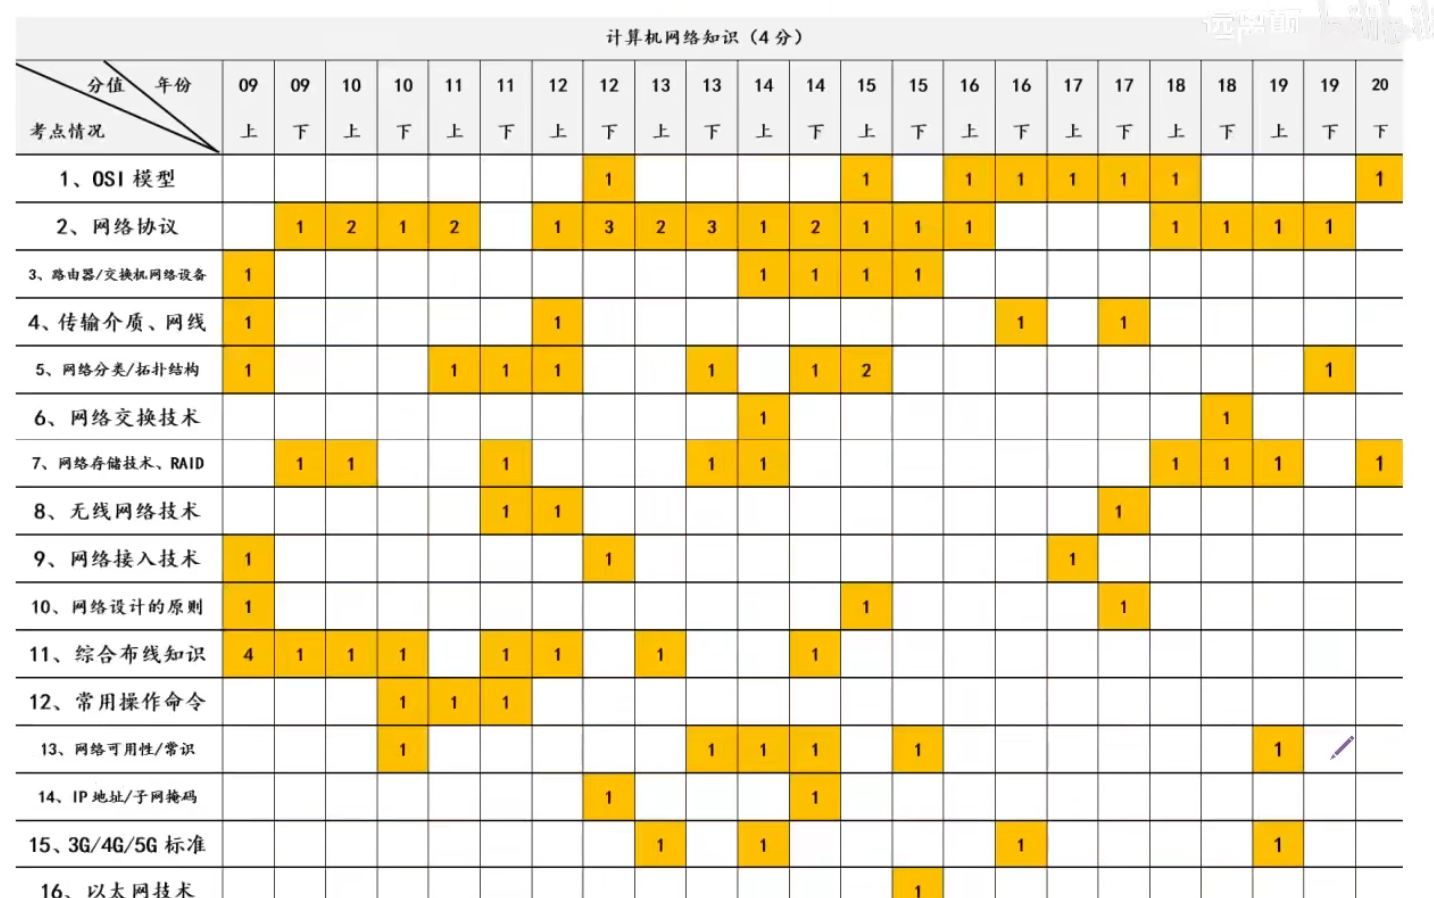 计算机网络知识（4 分）
分值 年份 09 09 10 10 11 11 12 12 13 13 14 14 15 15 16 16 17 17 18 18 19 19 20
考点情况 上 下 上 下 上 下 上 下 上 下 上 下 上 下 上 下 上 下 上 下 上 下 下
1、OSI 模型 1 1 1 1 1 1 1 1
2、网络协议 1 2 1 2 1 3 2 3 1 2 1 1 1 1 1 1 1
3、路由器/交换机网络设备 1 1 1 1 1
4、传输介质、网线 1 1 1 1
5、网络分类/拓扑结构 1 1 1 1 1 1 2 1
6、网络交换技术 1 1
7、网络存储技术、RAID 1 1 1 1 1 1 1 1 1
8、无线网络技术 1 1 1
9、网络接入技术 1 1 1
10、网络设计的原则 1 1 1
11、综合布线知识 4 1 1 1 1 1 1 1
12、常用操作命令 1 1 1
13、网络可用性/常识 1 1 1 1 1 1
14、IP 地址/子网掩码 1 1
15、3G/4G/5G 标准 1 1 1 1
16、以太网技术 1